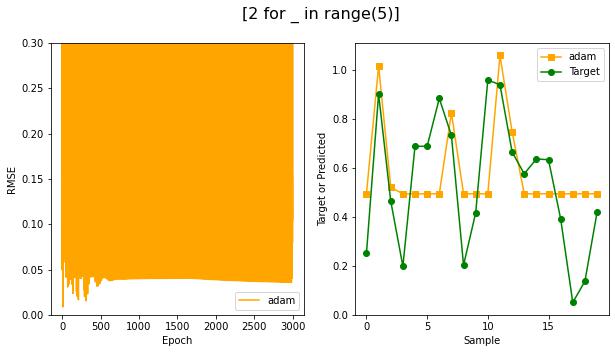 [2 for _ in range(5)]
0.30
0.25
0.20
0.15
0.10
0.05
0.00
RMSE
0 500 1000 1500 2000 2500 3000
Epoch
adam
1.0
0.8
0.6
0.4
0.2
0.0
Target or Predicted
0 5 10 15
Sample
adam
Target